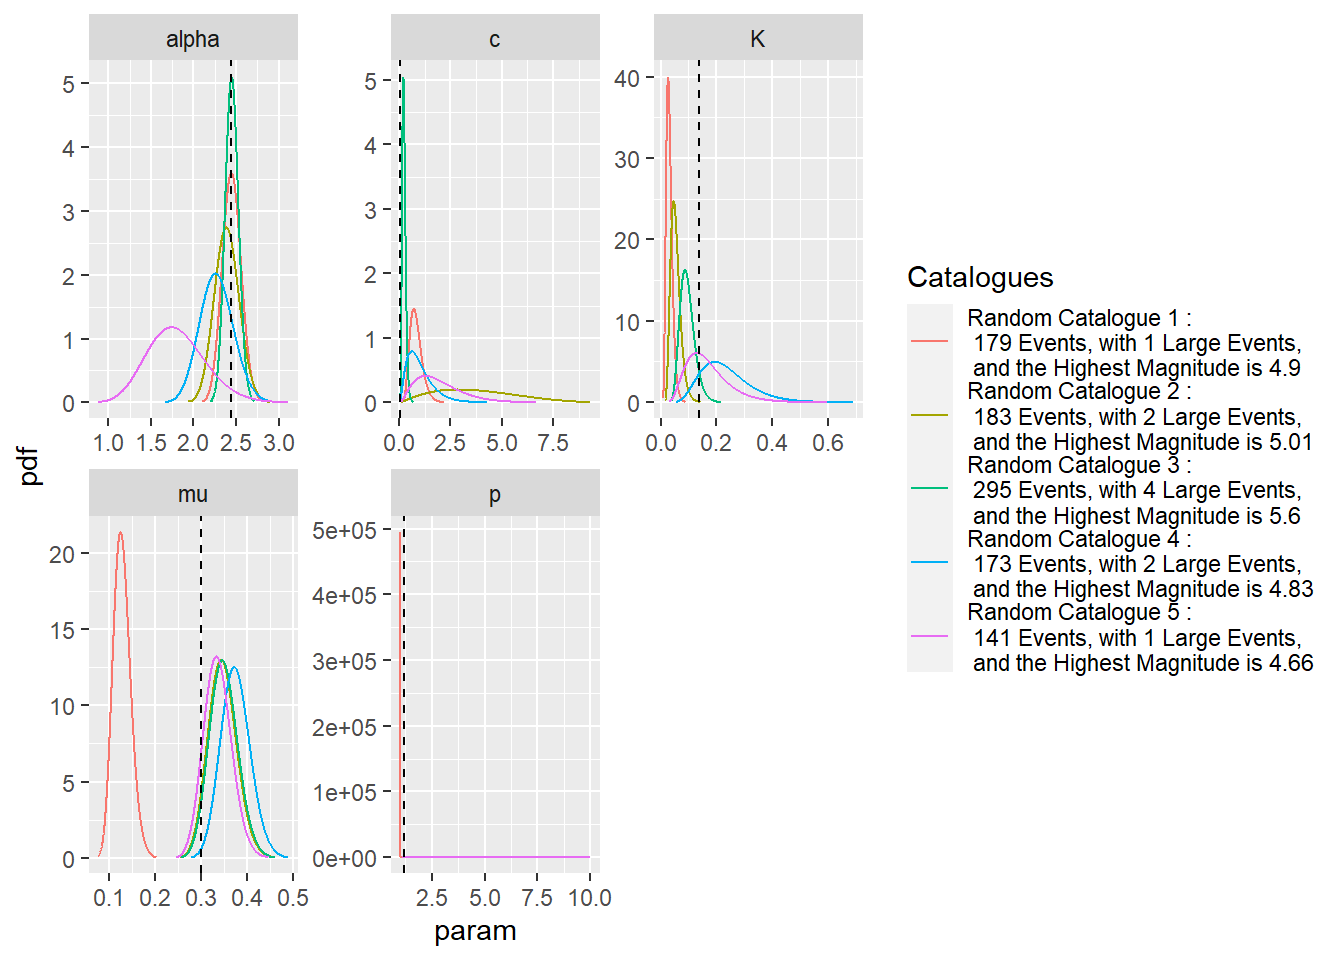 alpha
c
K
5
4
3
2
1
0
1.0 1.5 2.0 2.5 3.0
5
4
3
2
1
0
0.0 2.5 5.0 7.5
40
30
20
10
0
0.0 0.2 0.4 0.6
pdf
mu
p
20
15
10
5
0
0.1 0.2 0.3 0.4 0.5
5e+05
4e+05
3e+05
2e+05
1e+05
0e+00
2.5 5.0 7.5 10.0
param
Catalogues
Random Catalogue 1 :
179 Events, with 1 Large Events,
and the Highest Magnitude is 4.9
Random Catalogue 2 :
183 Events, with 2 Large Events,
and the Highest Magnitude is 5.01
Random Catalogue 3 :
295 Events, with 4 Large Events,
and the Highest Magnitude is 5.6
Random Catalogue 4 :
173 Events, with 2 Large Events,
and the Highest Magnitude is 4.83
Random Catalogue 5 :
141 Events, with 1 Large Events,
and the Highest Magnitude is 4.66